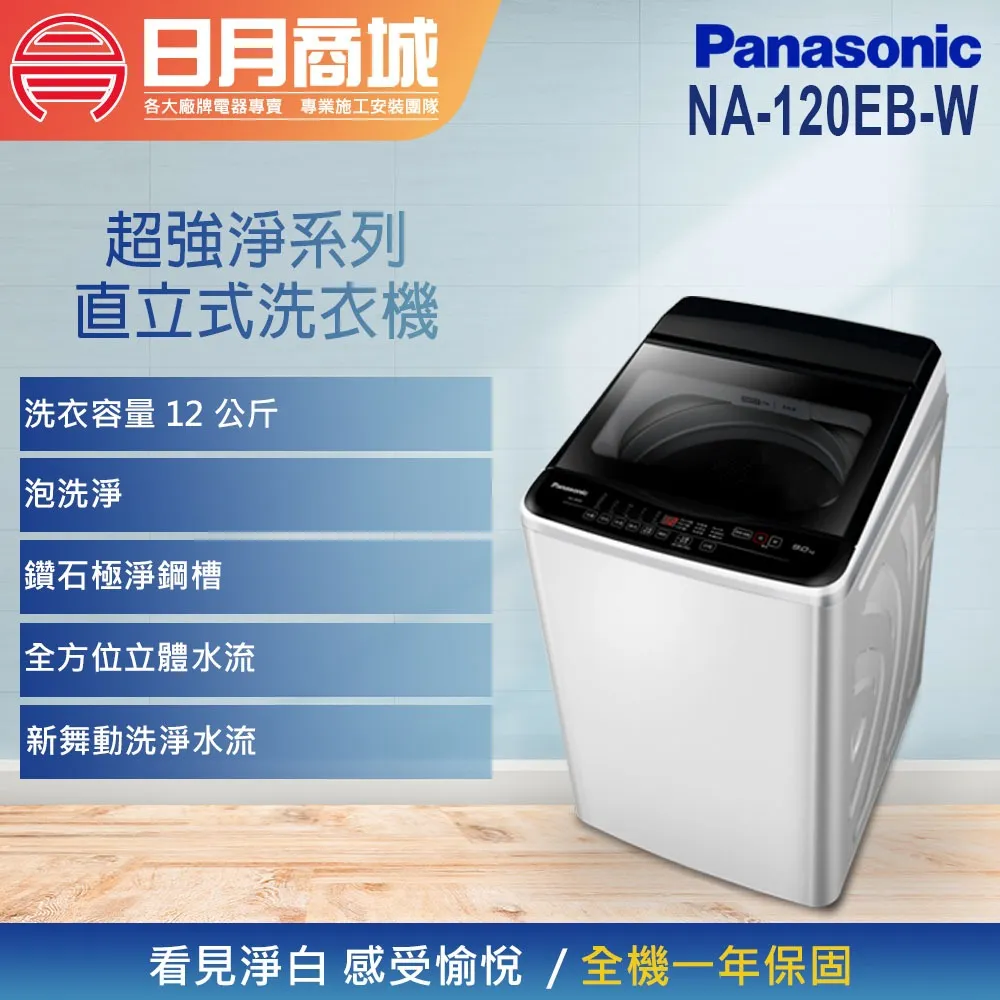 日月商城
各大廠牌電器專賣 專業施工安裝團隊
Panasonic
NA-120EB-W
超強淨系列
直立式洗衣機
洗衣容量 12 公斤
泡洗淨
鑽石極淨鋼槽
全方位立體水流
新舞動洗淨水流
Panasonic
9.0
看見淨白 感受愉悅 / 全機一年保固